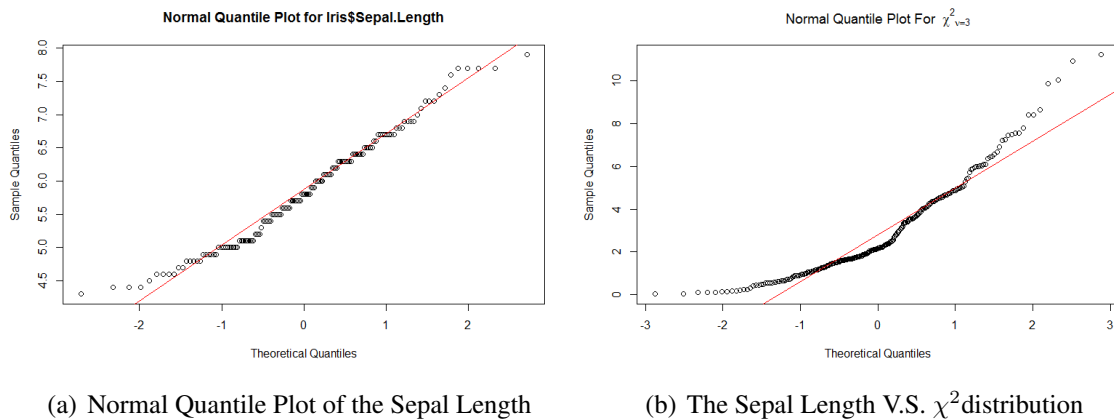 Normal Quantile Plot for Iris$Sepal.Length
Sample Quantiles
8.0
7.5
7.0
6.5
6.0
5.5
5.0
4.5
-2 -1 0 1 2
Theoretical Quantiles
(a) Normal Quantile Plot of the Sepal Length
Normal Quantile Plot For χ²ᵥ₌₃
Sample Quantiles
10
8
6
4
2
0
-3 -2 -1 0 1 2 3
Theoretical Quantiles
(b) The Sepal Length V.S. χ²distribution